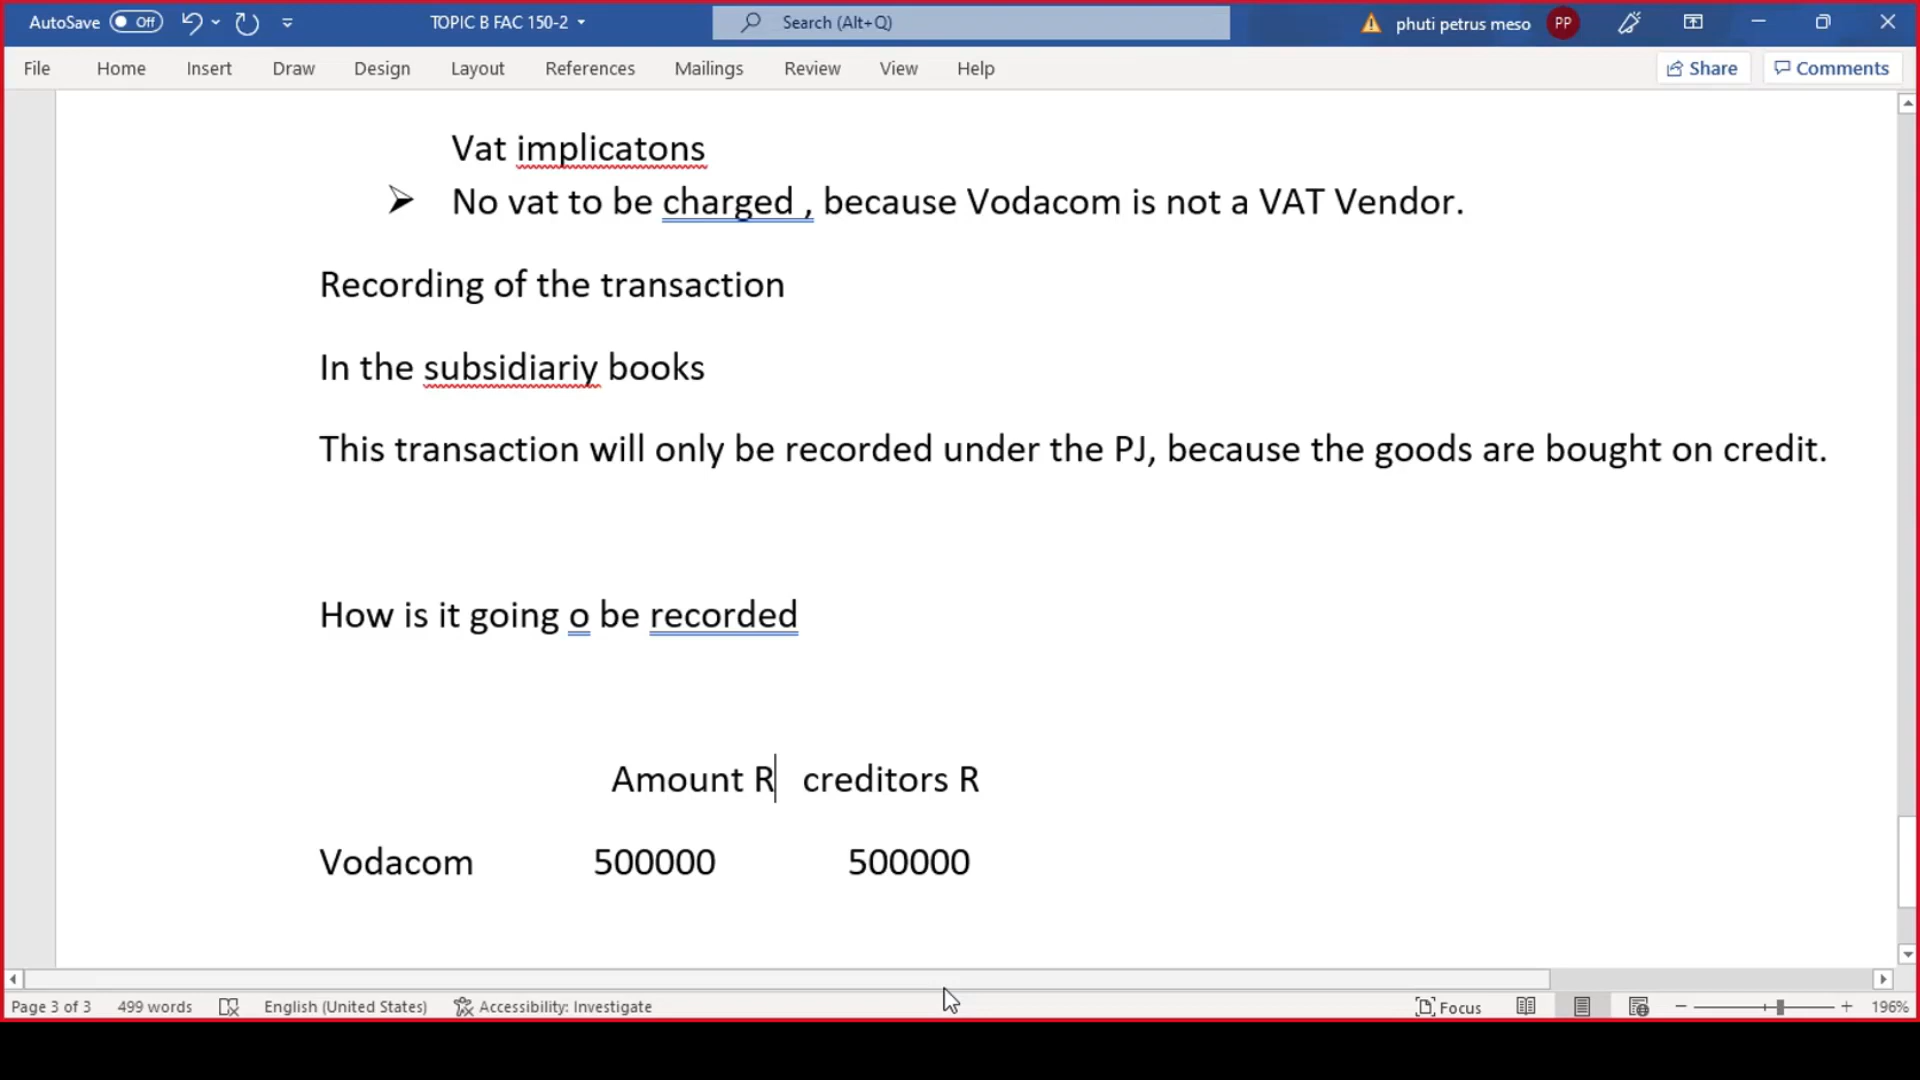 AutoSave Off TOPIC B FAC 150-2 Search (Alt+Q) phuti petrus meso PP
File Home Insert Draw Design Layout References Mailings Review View Help Share Comments
Vat implicatons
➢ No vat to be charged , because Vodacom is not a VAT Vendor.
Recording of the transaction
In the subsidiariy books
This transaction will only be recorded under the PJ, because the goods are bought on credit.
How is it going o be recorded
Amount R creditors R
Vodacom 500000 500000
Page 3 of 3 499 words English (United States) Accessibility: Investigate Focus 196%